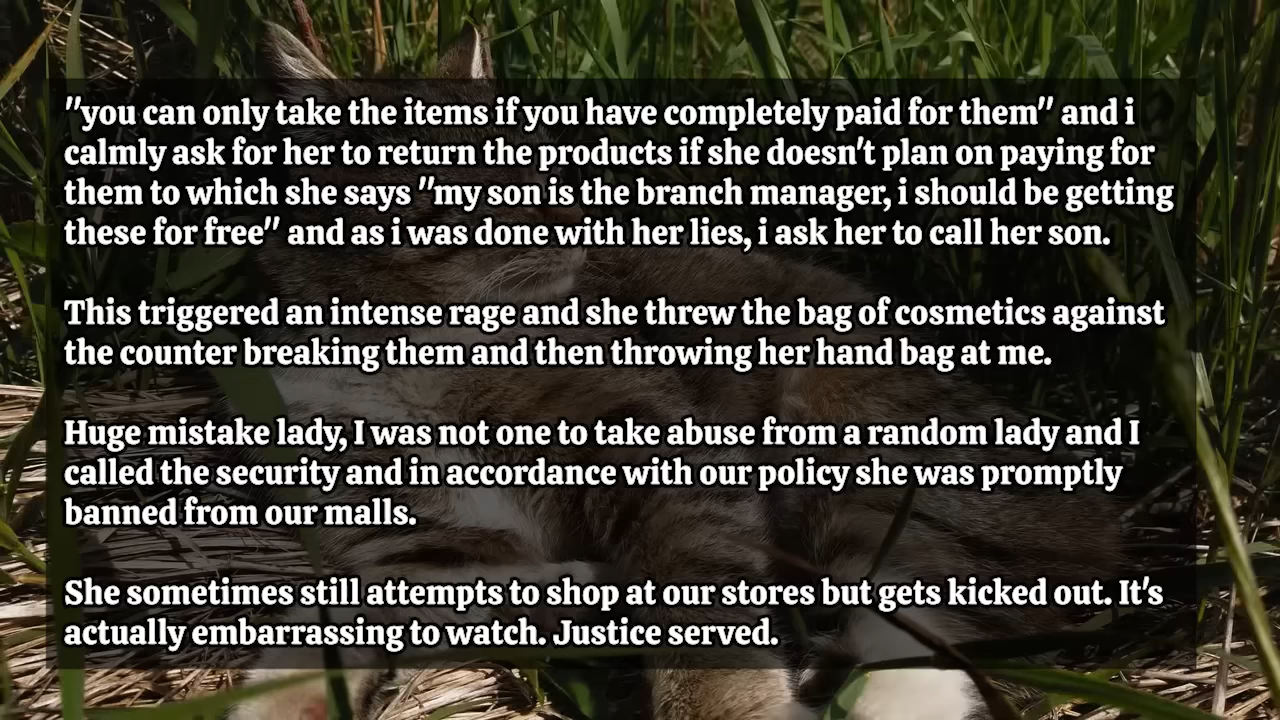 "you can only take the items if you have completely paid for them" and i
calmly ask for her to return the products if she doesn't plan on paying for
them to which she says "my son is the branch manager, i should be getting
these for free" and as i was done with her lies, i ask her to call her son.
This triggered an intense rage and she threw the bag of cosmetics against
the counter breaking them and then throwing her hand bag at me.
Huge mistake lady, I was not one to take abuse from a random lady and I
called the security and in accordance with our policy she was promptly
banned from our malls.
She sometimes still attempts to shop at our stores but gets kicked out. It's
actually embarrassing to watch. Justice served.